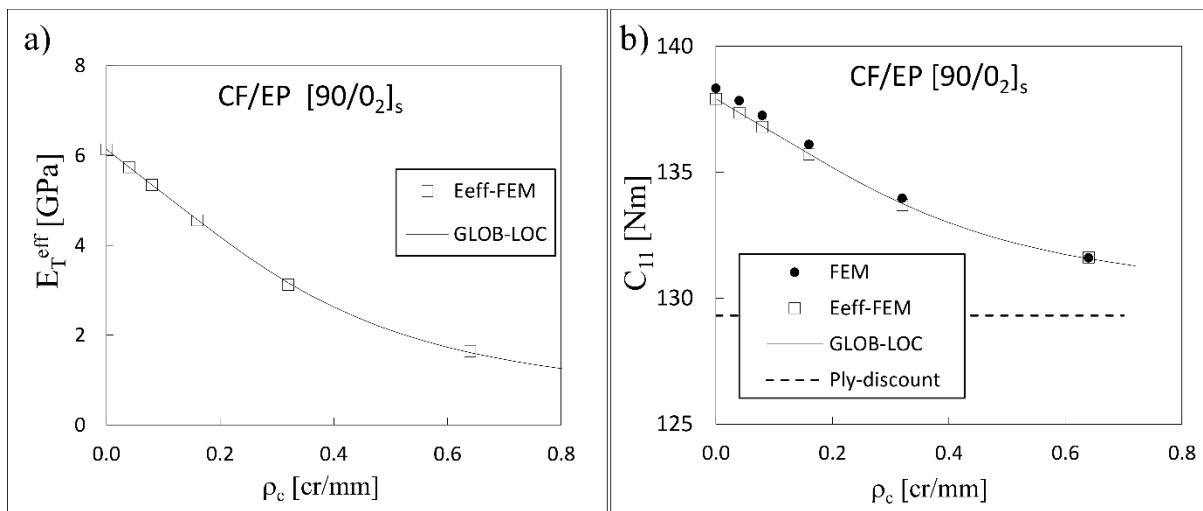 a)
CF/EP [90/0₂]ₛ
8
6
4
2
0
E_T^eff [GPa]
Eeff-FEM
GLOB-LOC
0.0 0.2 0.4 0.6 0.8
ρ_c [cr/mm]
b)
CF/EP [90/0₂]ₛ
140
135
130
125
C₁₁ [Nm]
FEM
Eeff-FEM
GLOB-LOC
Ply-discount
0.0 0.2 0.4 0.6 0.8
ρ_c [cr/mm]